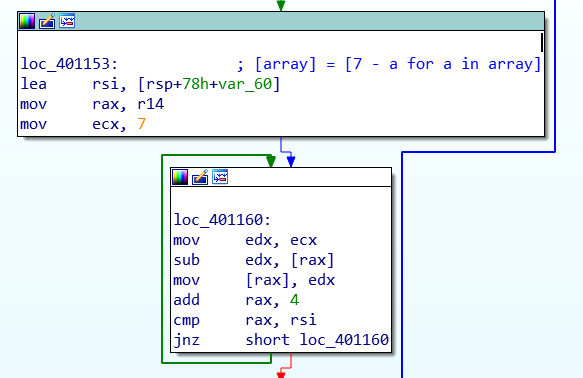 loc_401153: ; [array] = [7 - a for a in array]
lea rsi, [rsp+78h+var_60]
mov rax, r14
mov ecx, 7
loc_401160:
mov edx, ecx
sub edx, [rax]
mov [rax], edx
add rax, 4
cmp rax, rsi
jnz short loc_401160